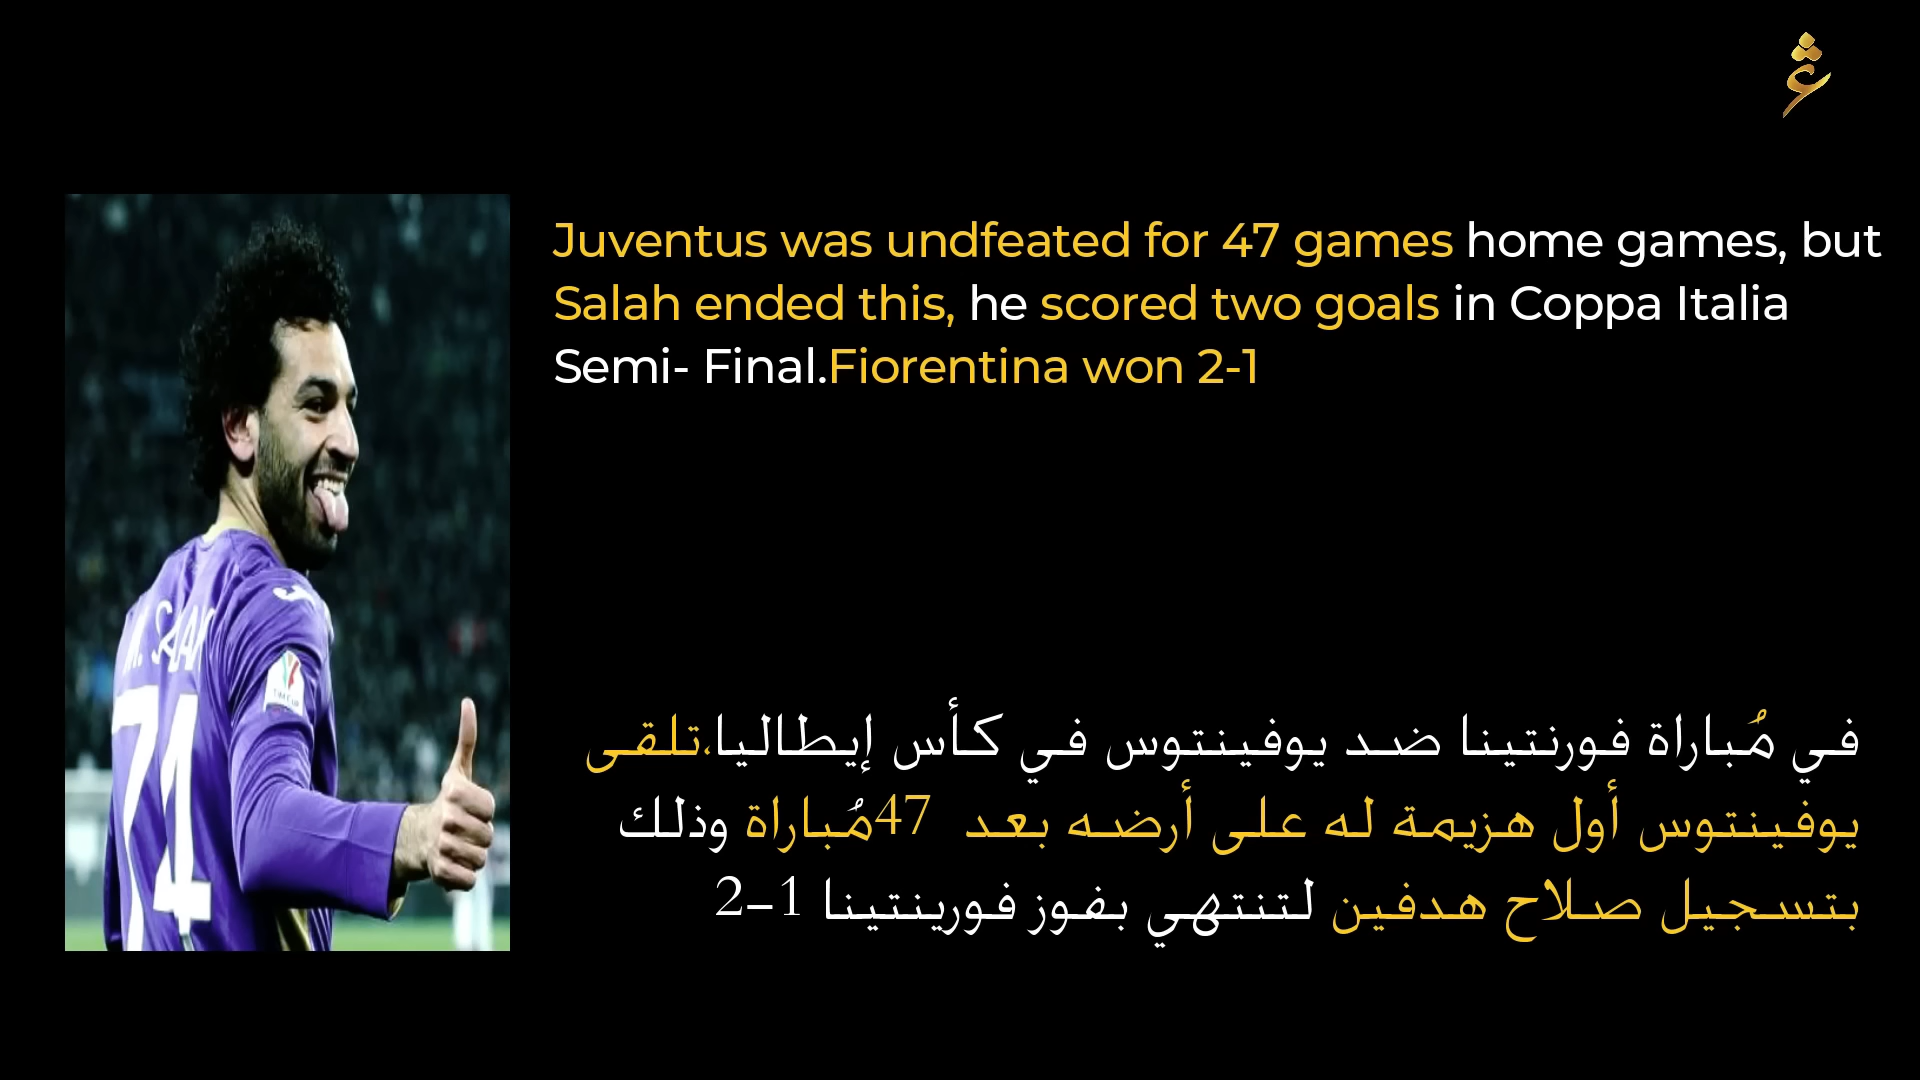 Juventus was undfeated for 47 games home games, but
Salah ended this, he scored two goals in Coppa Italia
Semi- Final.Fiorentina won 2-1
M. SALAH
74
في مُباراة فورنتينا ضد يوفينتوس في كأس إيطاليا،تلقى
يوفينتوس أول هزيمة له على أرضه بعد 47مُباراة وذلك
بتسجيل صلاح هدفين لتنتهي بفوز فورينتينا 1-2